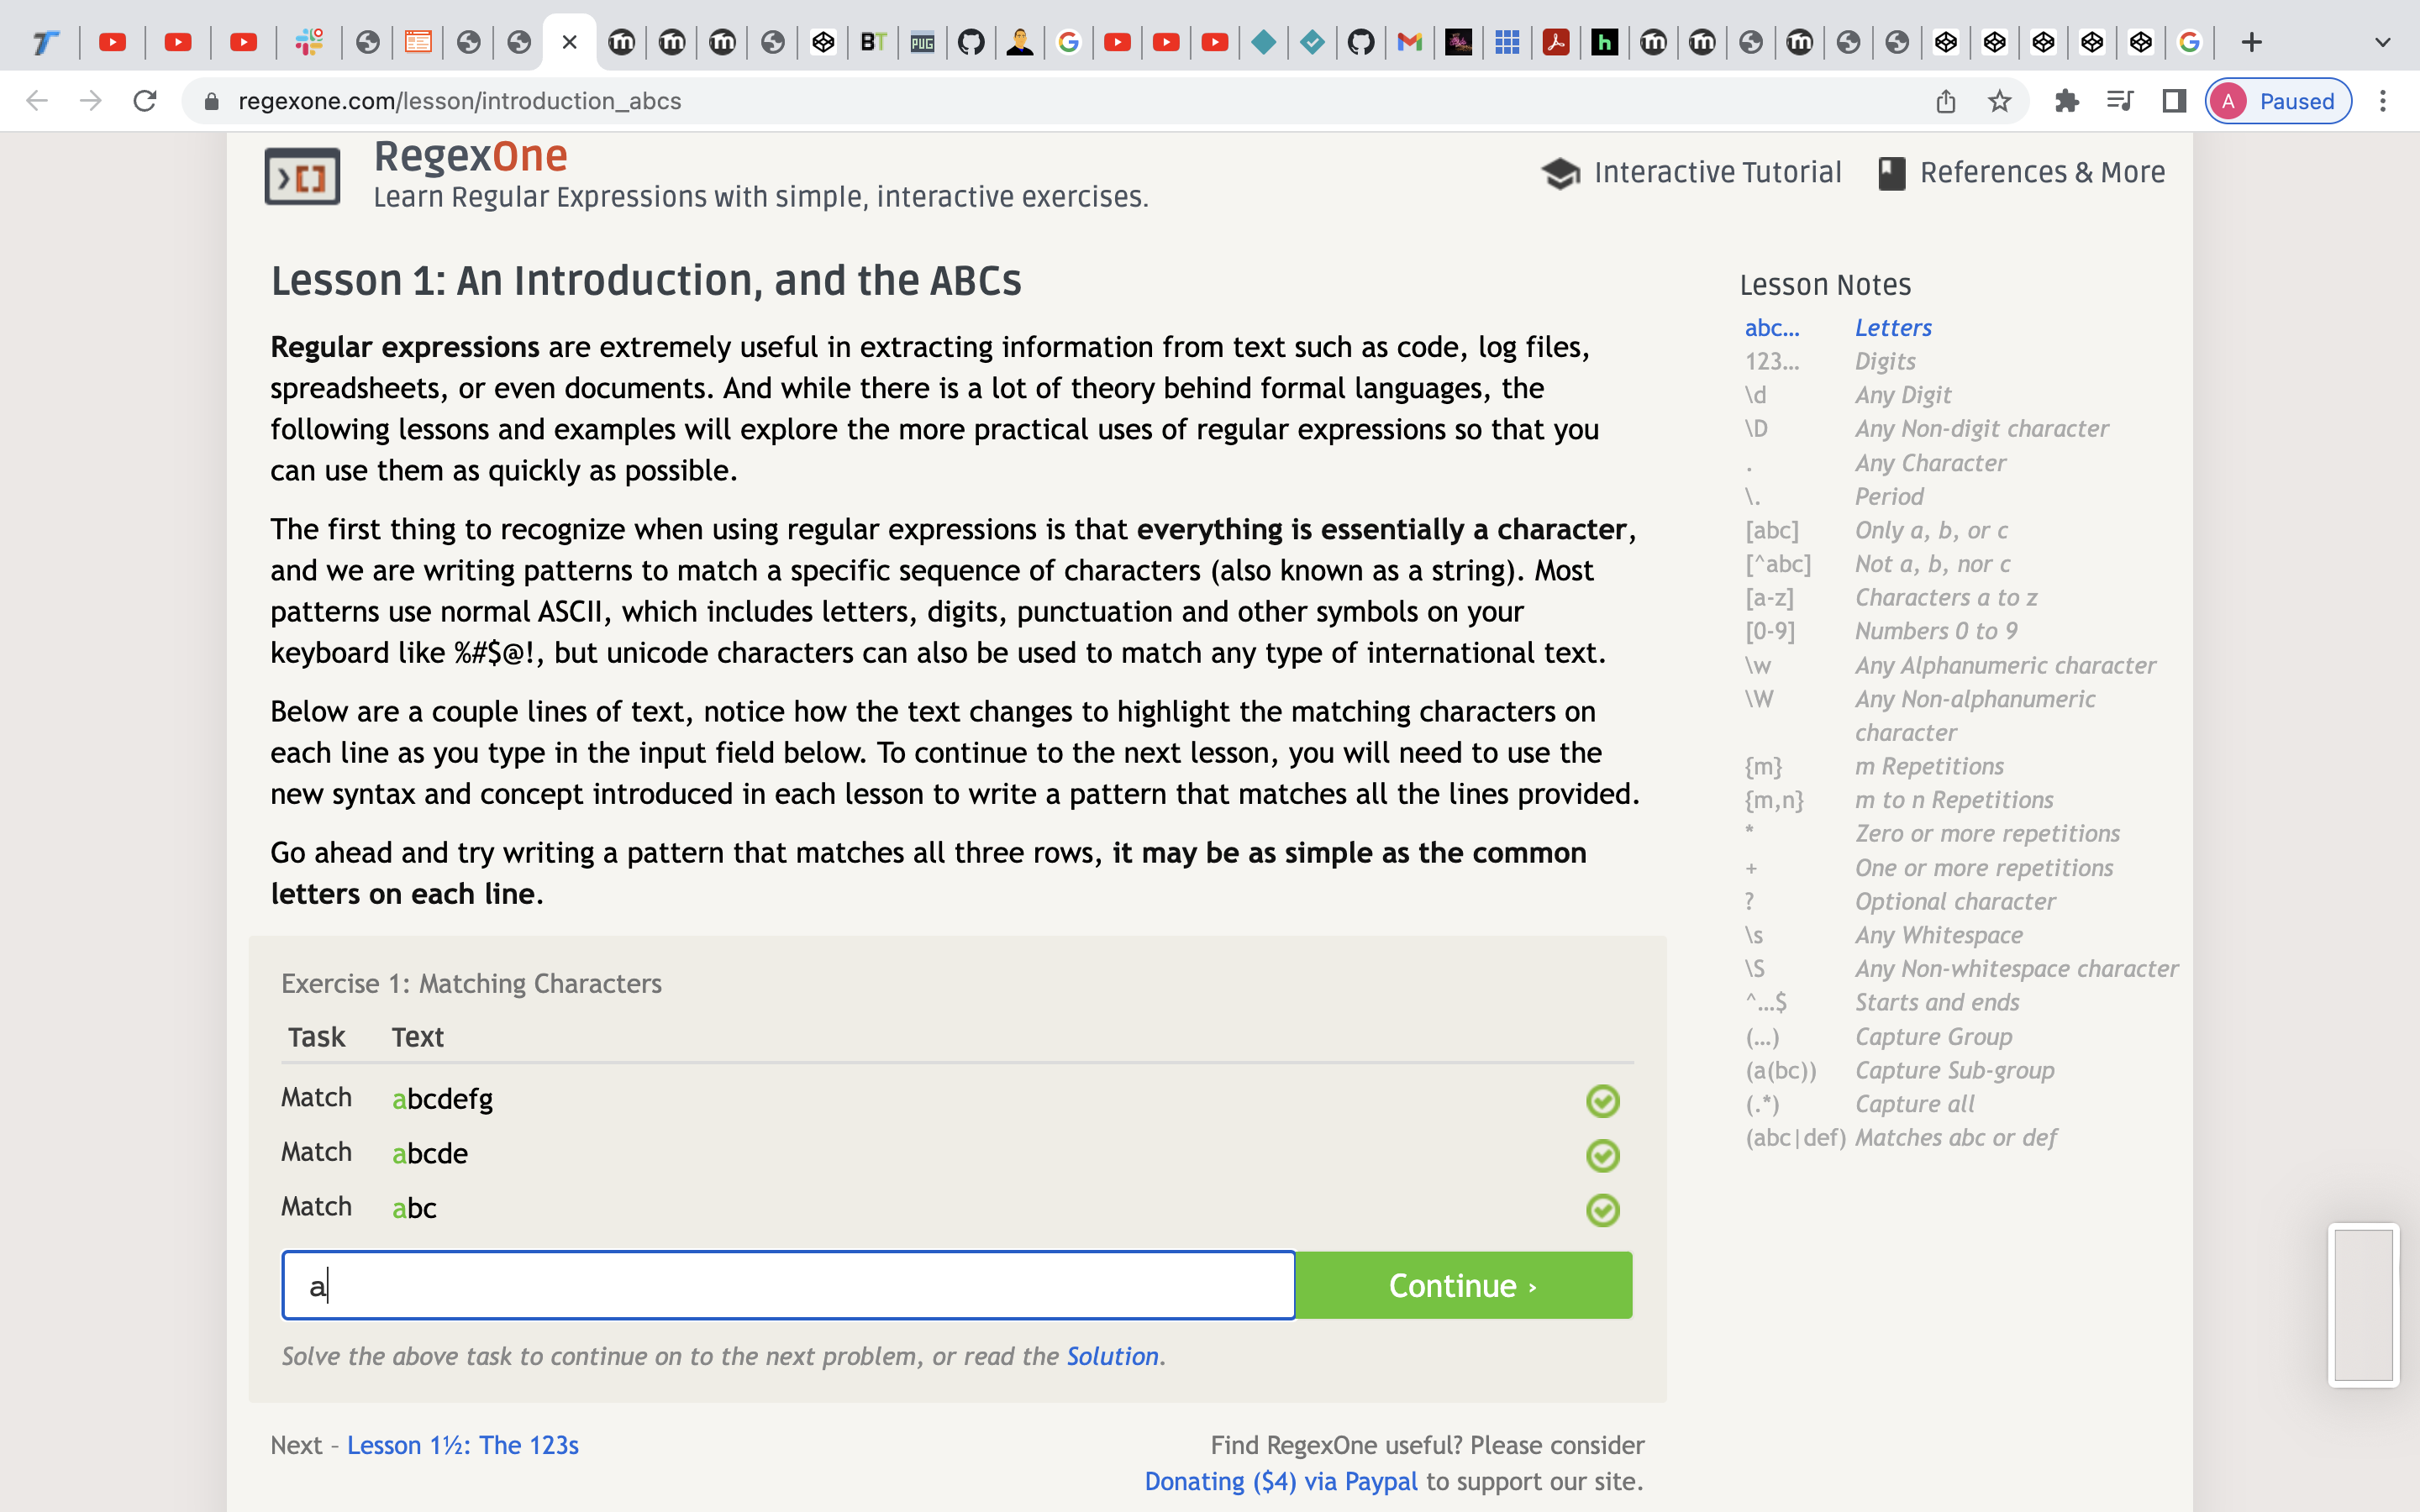 BT
PUG
regexone.com/lesson/introduction_abcs
A
Paused
RegexOne
Learn Regular Expressions with simple, interactive exercises.
Interactive Tutorial
References & More
Lesson 1: An Introduction, and the ABCs
Regular expressions are extremely useful in extracting information from text such as code, log files,
spreadsheets, or even documents. And while there is a lot of theory behind formal languages, the
following lessons and examples will explore the more practical uses of regular expressions so that you
can use them as quickly as possible.
The first thing to recognize when using regular expressions is that everything is essentially a character,
and we are writing patterns to match a specific sequence of characters (also known as a string). Most
patterns use normal ASCII, which includes letters, digits, punctuation and other symbols on your
keyboard like %#$@!, but unicode characters can also be used to match any type of international text.
Below are a couple lines of text, notice how the text changes to highlight the matching characters on
each line as you type in the input field below. To continue to the next lesson, you will need to use the
new syntax and concept introduced in each lesson to write a pattern that matches all the lines provided.
Go ahead and try writing a pattern that matches all three rows, it may be as simple as the common
letters on each line.
Exercise 1: Matching Characters
Task Text
Match abcdefg
Match abcde
Match abc
a
Continue ›
Solve the above task to continue on to the next problem, or read the Solution.
Next – Lesson 1½: The 123s
Find RegexOne useful? Please consider
Donating ($4) via Paypal to support our site.
Lesson Notes
abc… Letters
123… Digits
\d Any Digit
\D Any Non-digit character
. Any Character
\. Period
[abc] Only a, b, or c
[^abc] Not a, b, nor c
[a-z] Characters a to z
[0-9] Numbers 0 to 9
\w Any Alphanumeric character
\W Any Non-alphanumeric
character
{m} m Repetitions
{m,n} m to n Repetitions
* Zero or more repetitions
+ One or more repetitions
? Optional character
\s Any Whitespace
\S Any Non-whitespace character
^…$ Starts and ends
(…) Capture Group
(a(bc)) Capture Sub-group
(.*) Capture all
(abc|def) Matches abc or def